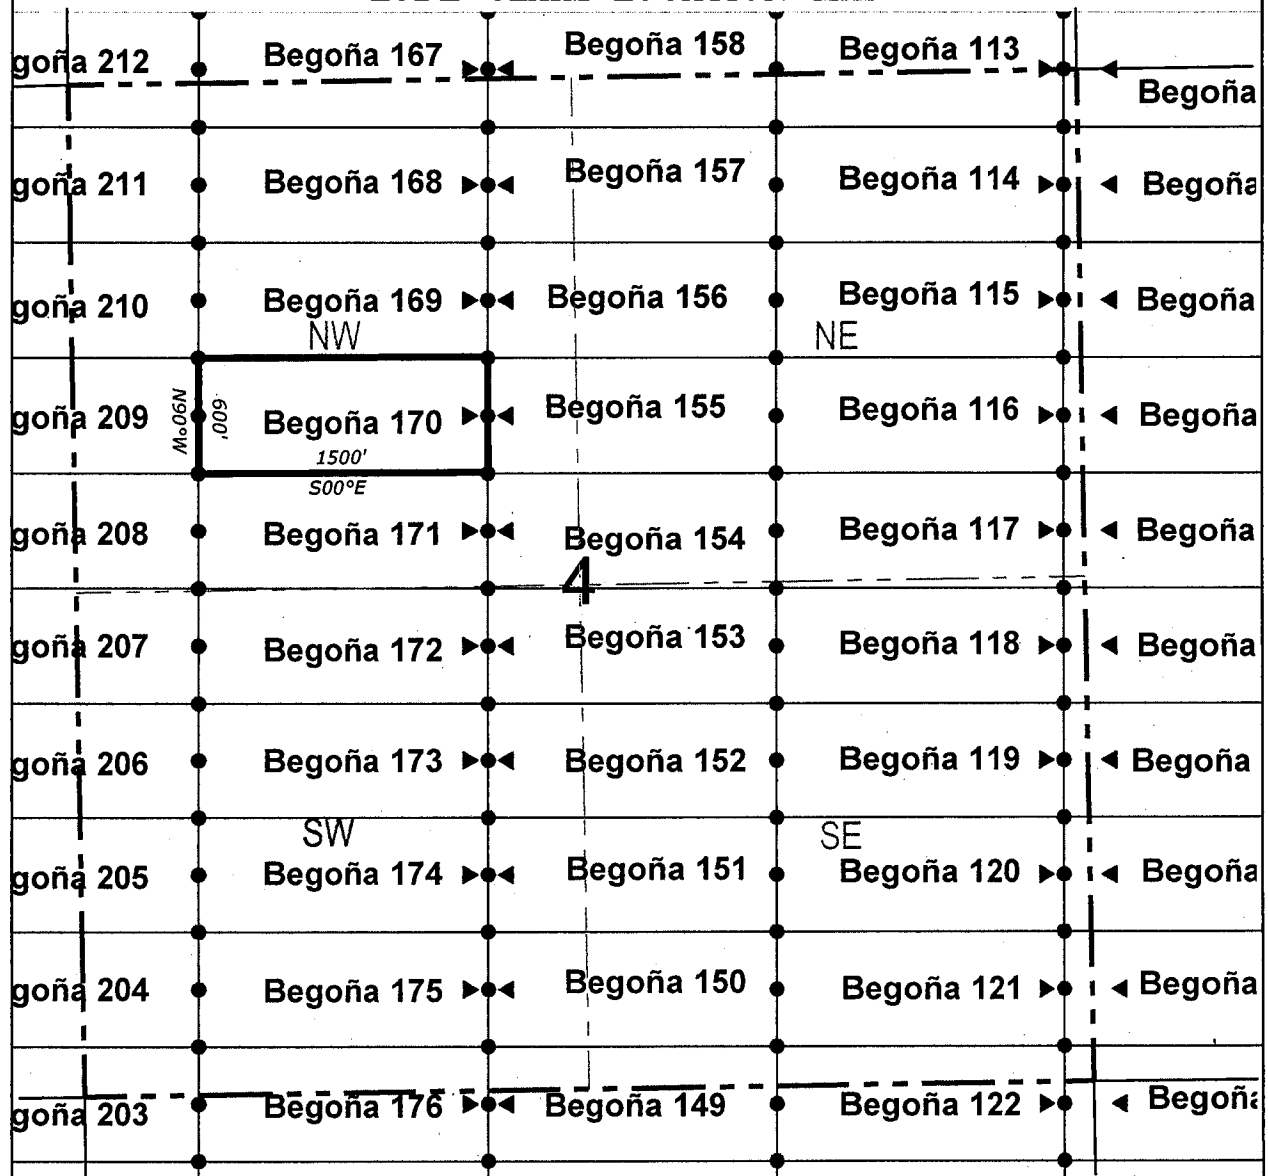 goña 212 Begoña 167 Begoña 158 Begoña 113
Begoña
goña 211 Begoña 168 Begoña 157 Begoña 114 Begoña
goña 210 Begoña 169 Begoña 156 Begoña 115 Begoña
NW NE
goña 209 N90°W 600' Begoña 170 Begoña 155 Begoña 116 Begoña
1500'
S00°E
goña 208 Begoña 171 Begoña 154 Begoña 117 Begoña
4
goña 207 Begoña 172 Begoña 153 Begoña 118 Begoña
goña 206 Begoña 173 Begoña 152 Begoña 119 Begoña
SW SE
goña 205 Begoña 174 Begoña 151 Begoña 120 Begoña
goña 204 Begoña 175 Begoña 150 Begoña 121 Begoña
goña 203 Begoña 176 Begoña 149 Begoña 122 Begoña